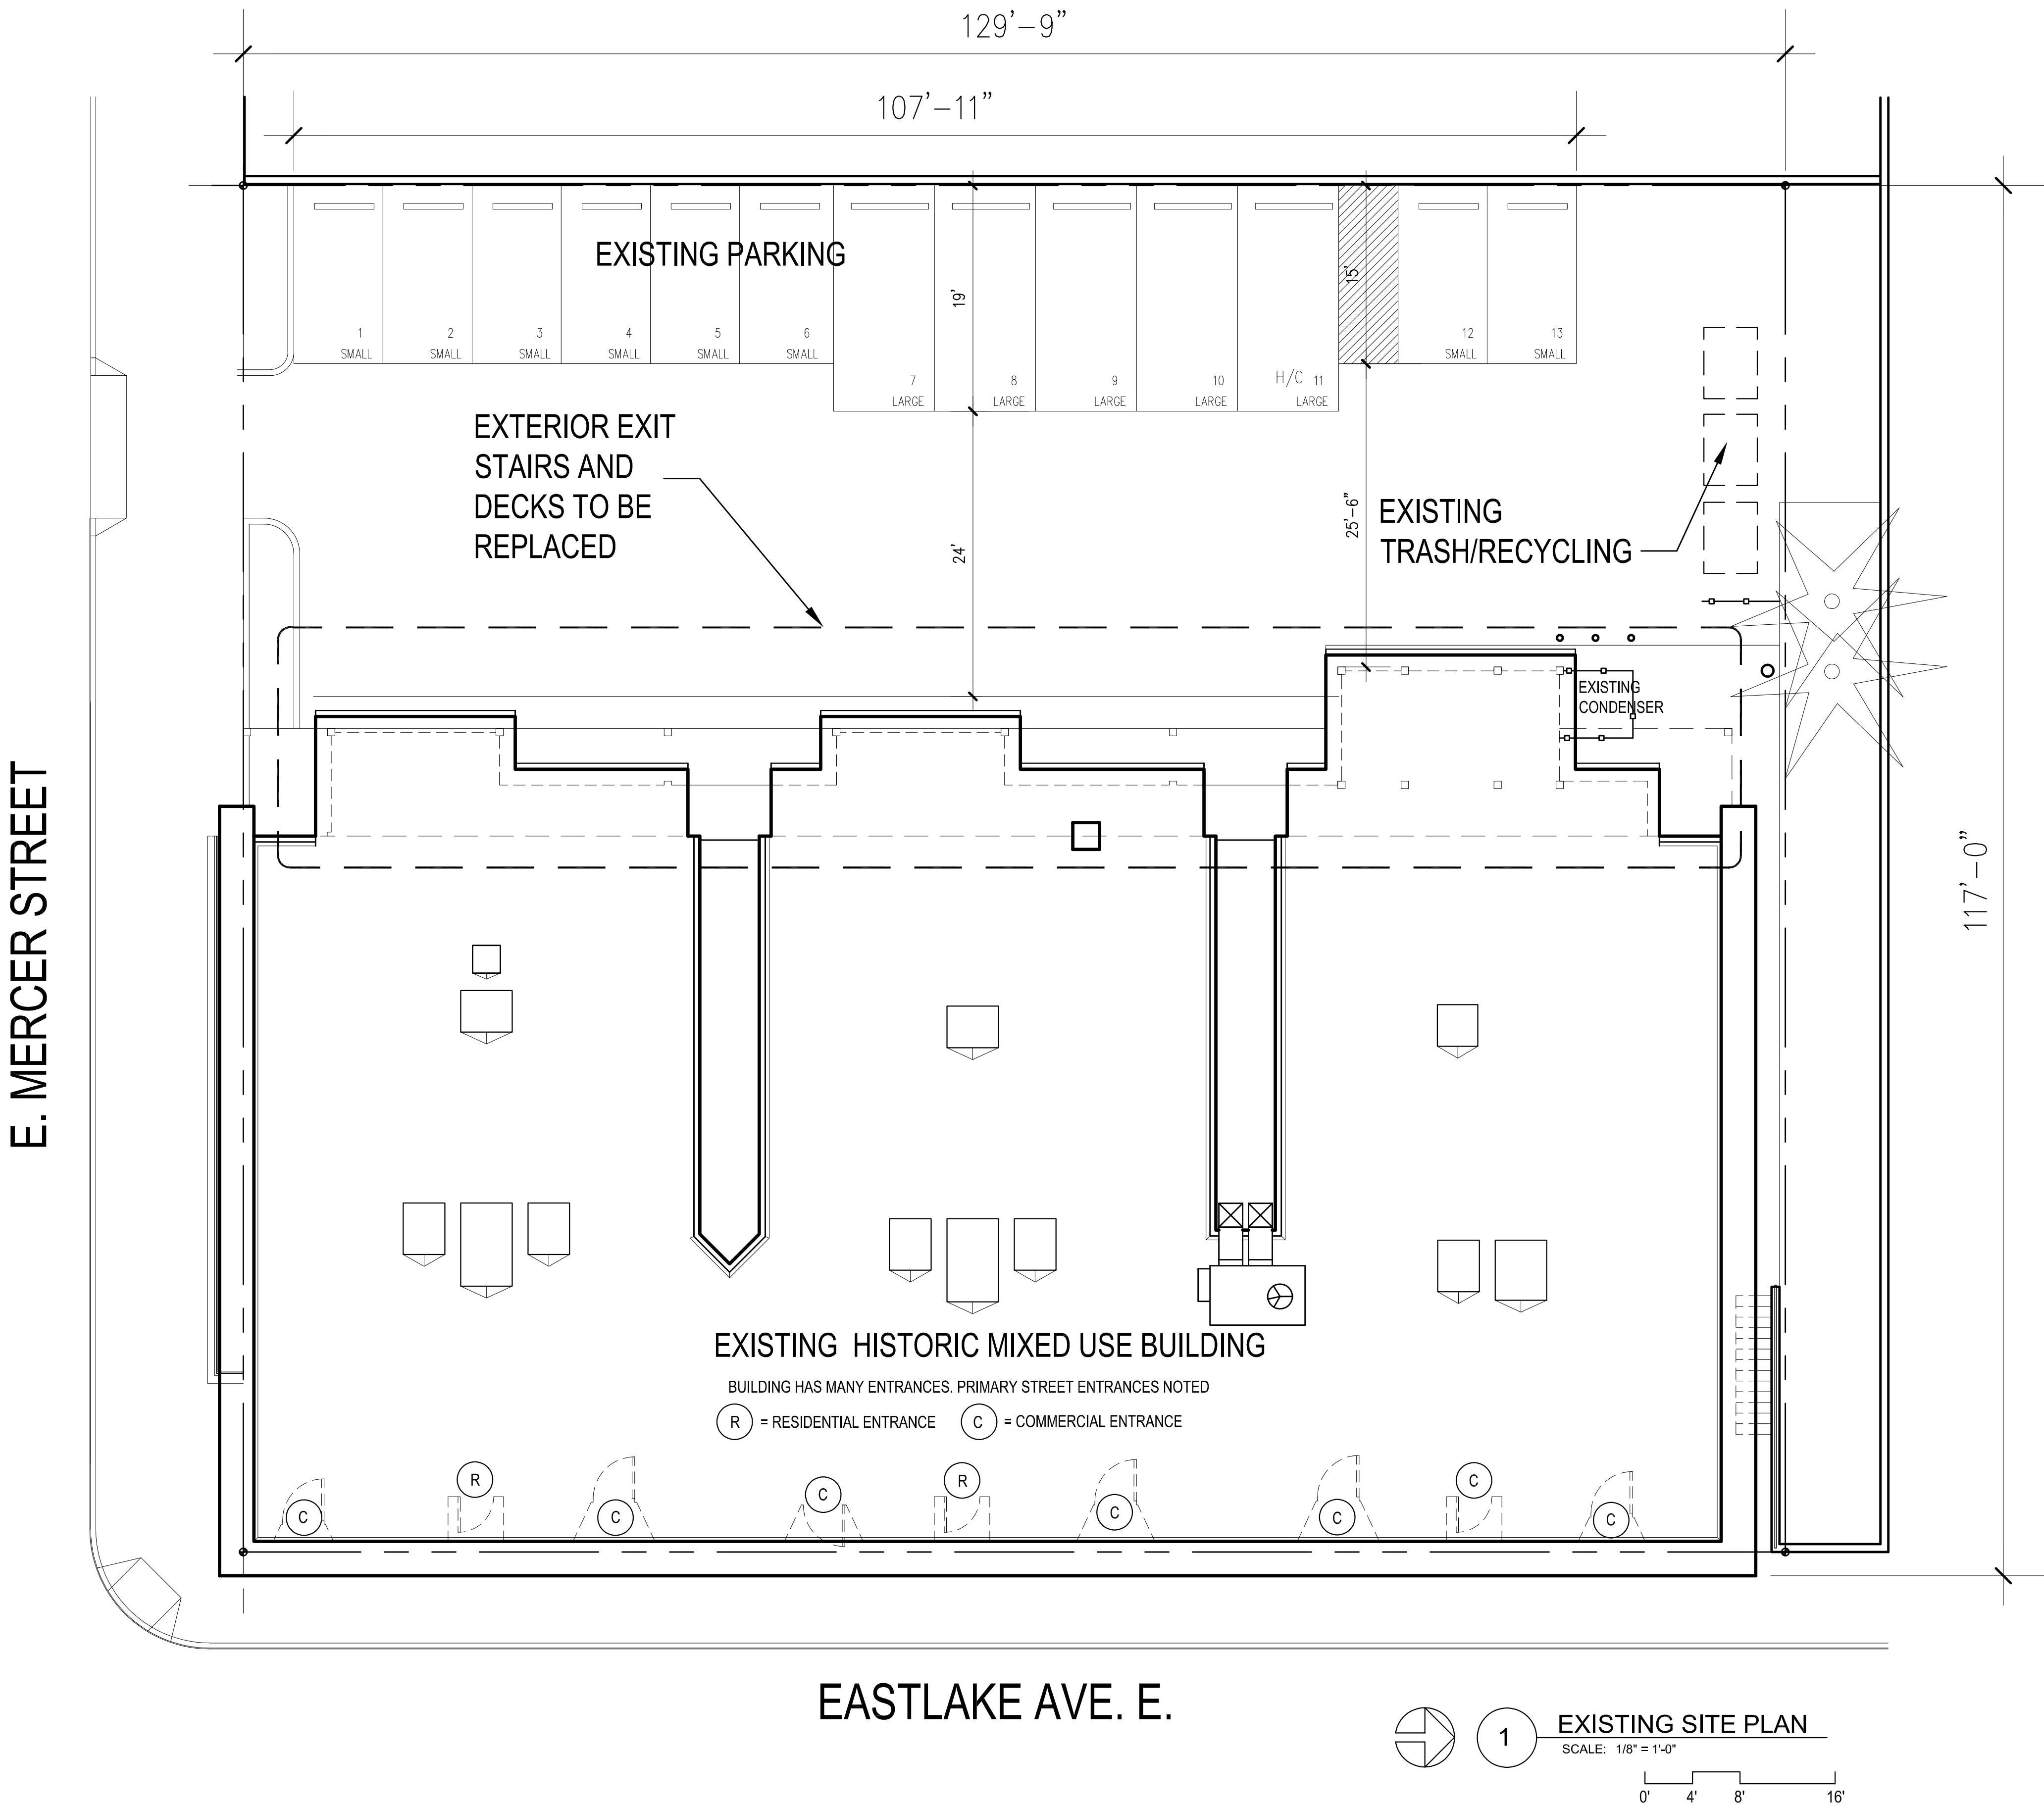 129'-9"
107'-11"
EXISTING PARKING
19'
15'
1
SMALL
2
SMALL
3
SMALL
4
SMALL
5
SMALL
6
SMALL
7
LARGE
8
LARGE
9
LARGE
10
LARGE
H/C 11
LARGE
12
SMALL
13
SMALL
EXTERIOR EXIT
STAIRS AND
DECKS TO BE
REPLACED
24'
25'-6"
EXISTING
TRASH/RECYCLING
EXISTING
CONDENSER
E. MERCER STREET
117'-0"
EXISTING HISTORIC MIXED USE BUILDING
BUILDING HAS MANY ENTRANCES. PRIMARY STREET ENTRANCES NOTED
R = RESIDENTIAL ENTRANCE C = COMMERCIAL ENTRANCE
C
R
C
C
R
C
C
C
C
EASTLAKE AVE. E.
1
EXISTING SITE PLAN
SCALE: 1/8" = 1'-0"
0' 4' 8' 16'